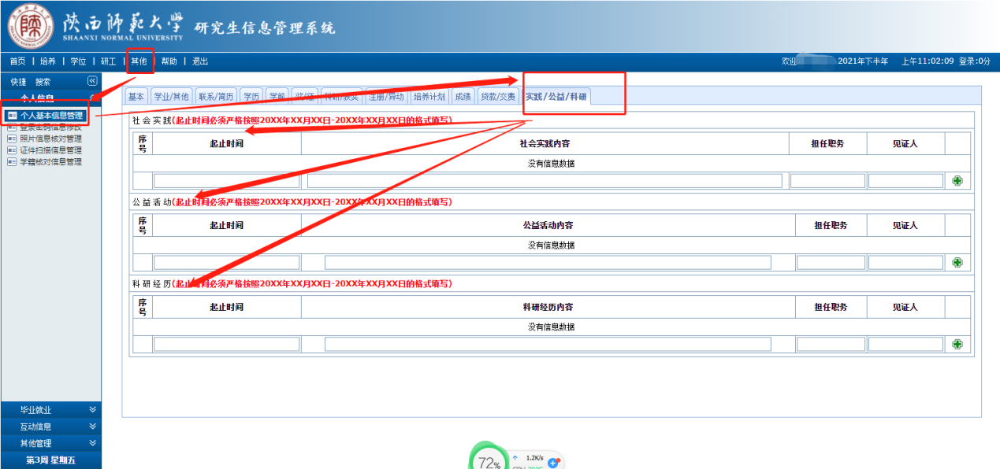 陕西师范大学 研究生信息管理系统
SHAANXI NORMAL UNIVERSITY
首页 | 培养 | 学位 | 研工 | 其他 | 帮助 | 退出
欢迎 2021年下半年 上午11:02:09 登录:0分
快捷 搜索
个人信息
个人基本信息管理
登录密码信息修改
照片信息核对管理
证件扫描信息管理
学籍核对信息管理
毕业就业
互动信息
其他管理
第3周 星期五
基本 学业/其他 联系/简历 学历 学前 奖/惩 科研/获奖 注册/异动 培养计划 成绩 贷款/交费 实践/公益/科研
社会实践(起止时间必须严格按照20XX年XX月XX日-20XX年XX月XX日的格式填写)
序号 起止时间 社会实践内容 担任职务 见证人
没有信息数据
公益活动(起止时间必须严格按照20XX年XX月XX日-20XX年XX月XX日的格式填写)
序号 起止时间 公益活动内容 担任职务 见证人
没有信息数据
科研经历(起止时间必须严格按照20XX年XX月XX日-20XX年XX月XX日的格式填写)
序号 起止时间 科研经历内容 担任职务 见证人
没有信息数据
72%
1.2K/s